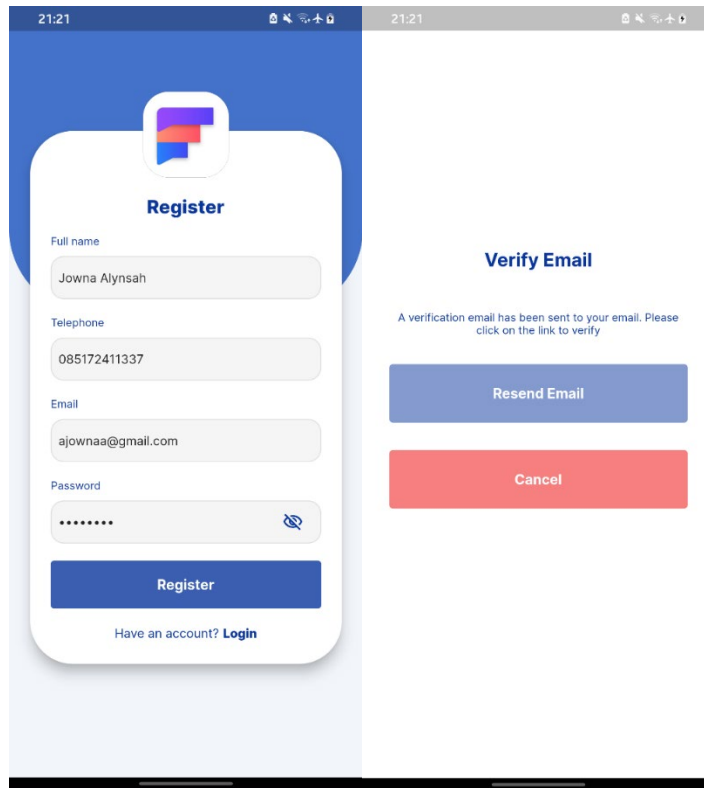 21:21
Register
Full name
Jowna Alynsah
Telephone
085172411337
Email
ajownaa@gmail.com
Password
••••••••
Register
Have an account? Login
21:21
Verify Email
A verification email has been sent to your email. Please
click on the link to verify
Resend Email
Cancel